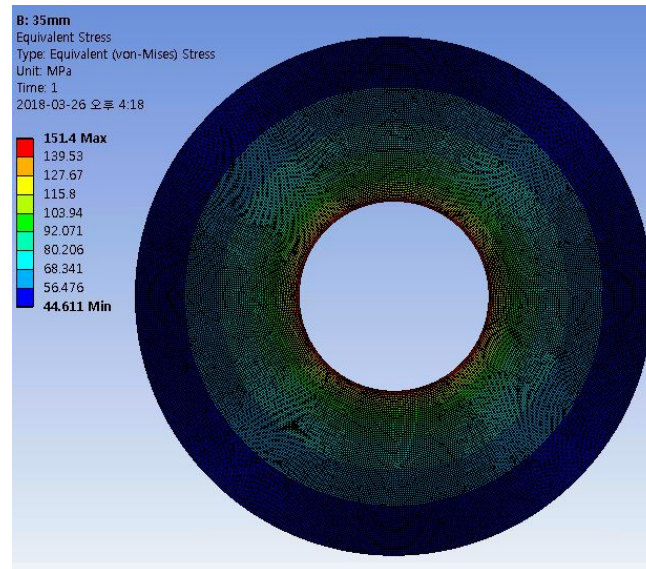 B: 35mm
Equivalent Stress
Type: Equivalent (von-Mises) Stress
Unit: MPa
Time: 1
2018-03-26 오후 4:18
151.4 Max
139.53
127.67
115.8
103.94
92.071
80.206
68.341
56.476
44.611 Min